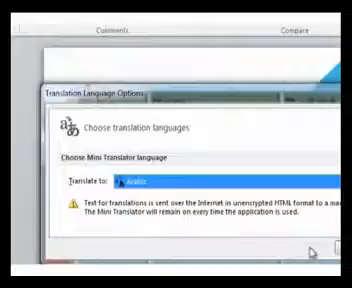 Comments Compare
Translation Language Options
Choose translation languages
Choose Mini Translator language
Translate to: Arabic
Text for translations is sent over the Internet in unencrypted HTML format to a
The Mini Translator will remain on every time the application is used.